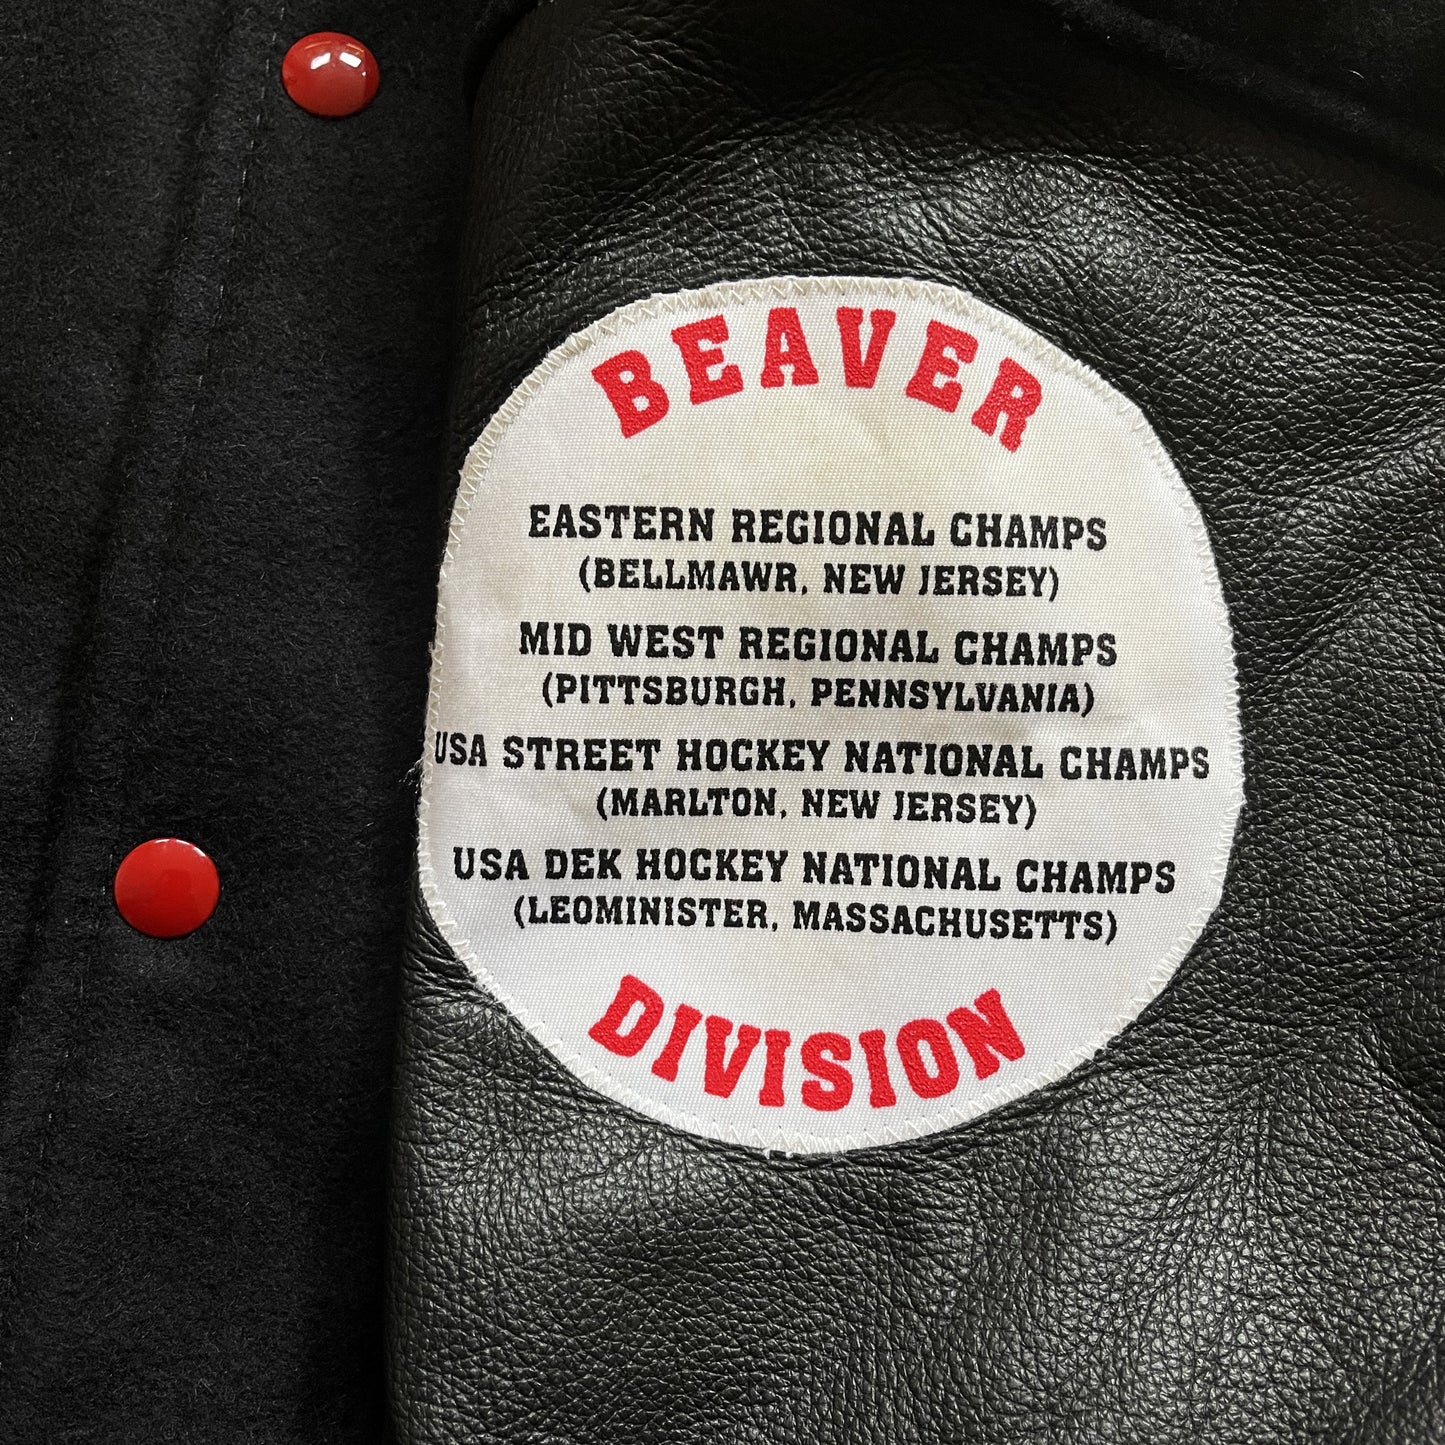 BEAVER
EASTERN REGIONAL CHAMPS
(BELLMAWR, NEW JERSEY)
MID WEST REGIONAL CHAMPS
(PITTSBURGH, PENNSYLVANIA)
USA STREET HOCKEY NATIONAL CHAMPS
(MARLTON, NEW JERSEY)
USA DEK HOCKEY NATIONAL CHAMPS
(LEOMINISTER, MASSACHUSETTS)
DIVISION